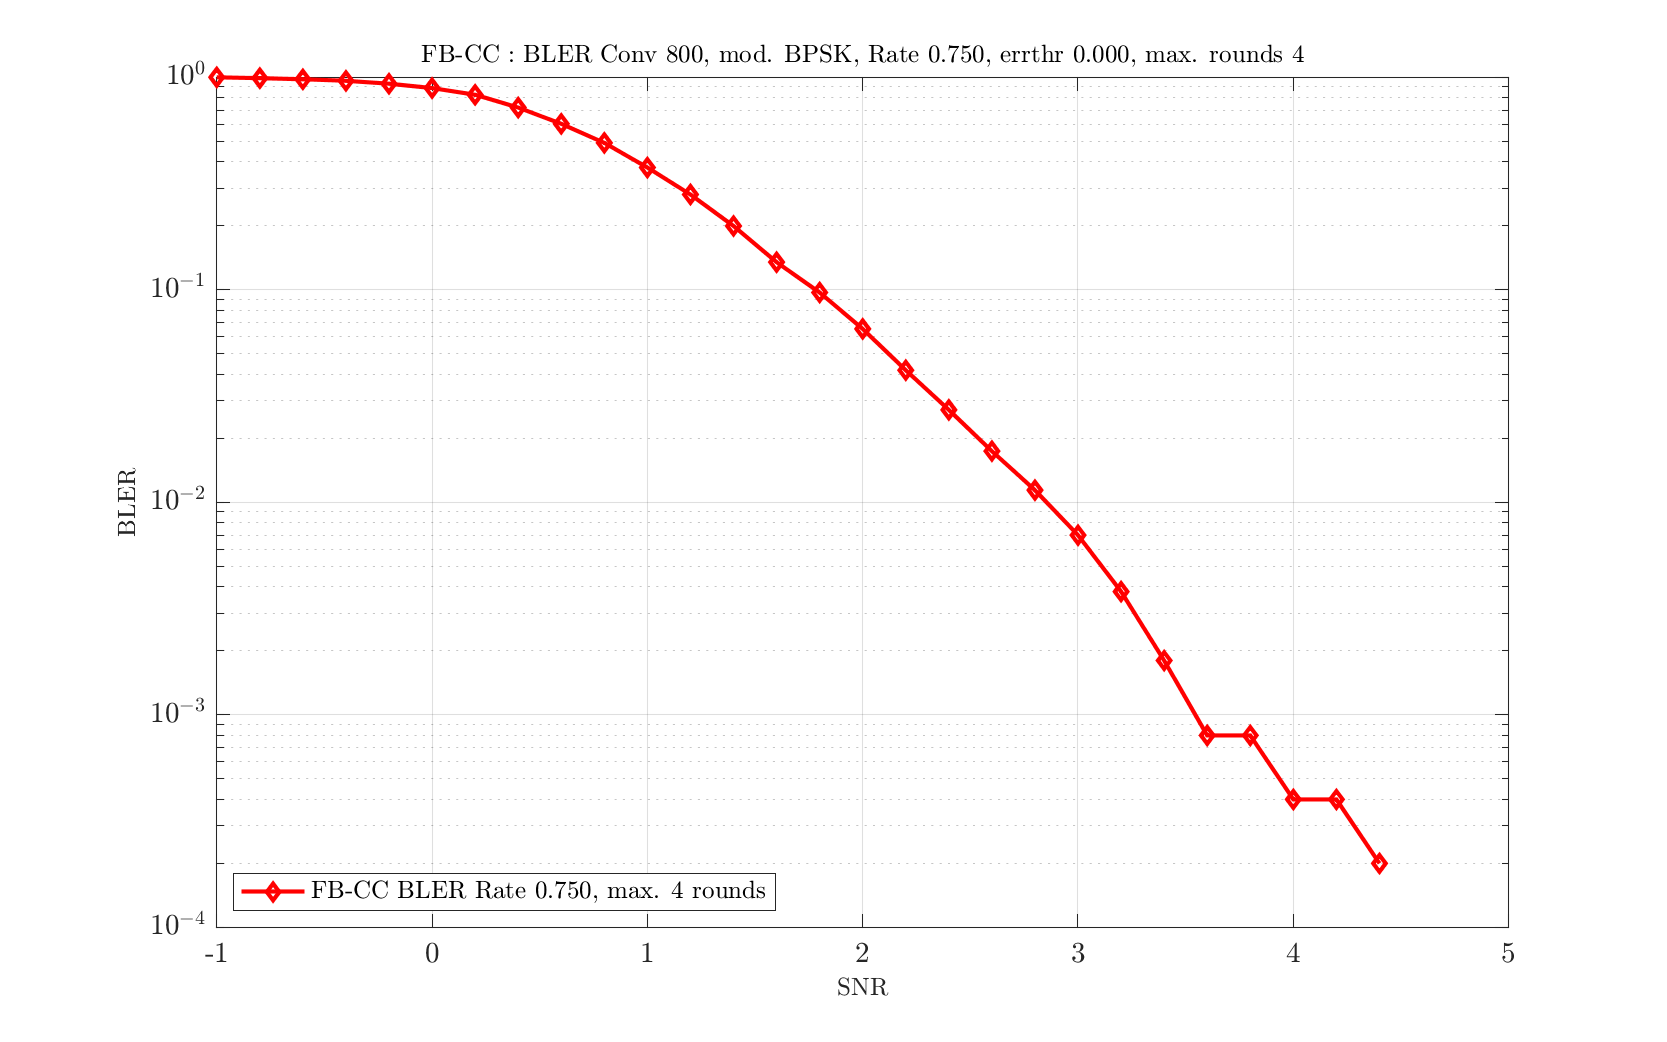 FB-CC : BLER Conv 800, mod. BPSK, Rate 0.750, errthr 0.000, max. rounds 4
10^0
10^-1
10^-2
10^-3
10^-4
BLER
FB-CC BLER Rate 0.750, max. 4 rounds
-1 0 1 2 3 4 5
SNR